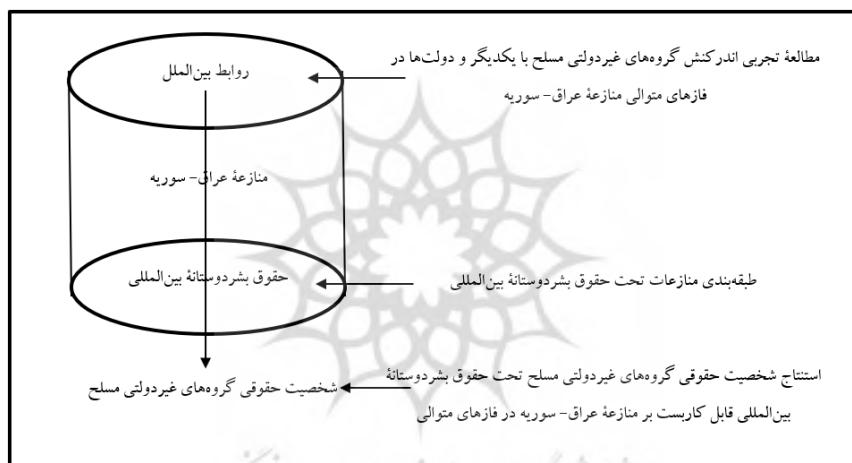 مطالعهٔ تجربی اندرکنش گروه‌های غیردولتی مسلح با یکدیگر و دولت‌ها در
فازهای متوالی منازعهٔ عراق- سوریه
روابط بین‌الملل
منازعهٔ عراق- سوریه
طبقه‌بندی منازعات تحت حقوق بشردوستانهٔ بین‌المللی
حقوق بشردوستانهٔ بین‌المللی
استنتاج شخصیت حقوقی گروه‌های غیردولتی مسلح تحت حقوق بشردوستانهٔ
بین‌المللی قابل کاربست بر منازعهٔ عراق- سوریه در فازهای متوالی
شخصیت حقوقی گروه‌های غیردولتی مسلح